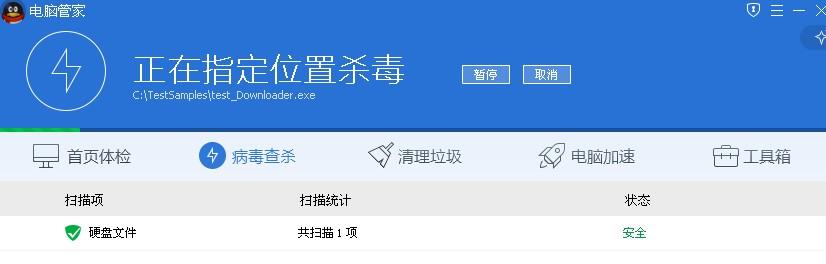 电脑管家
正在指定位置杀毒
暂停 取消
C:\TestSamples\test_Downloader.exe
首页体检 病毒查杀 清理垃圾 电脑加速 工具箱
扫描项 扫描统计 状态
硬盘文件 共扫描 1 项 安全